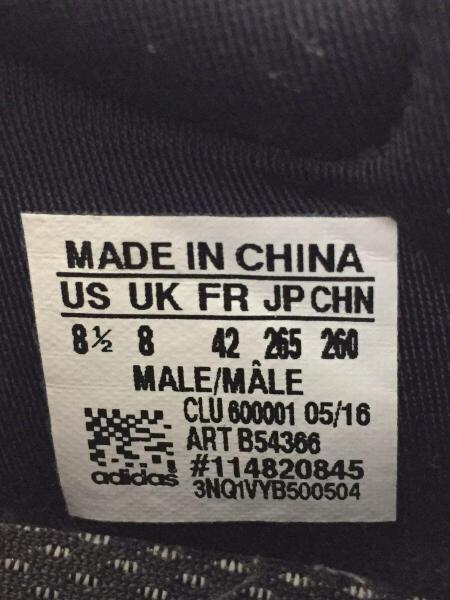 MADE IN CHINA
US UK FR JP CHN
8½ 8 42 265 260
MALE/MÂLE
CLU 600001 05/16
ART B54366
#114820845
adidas 3NQ1VYB500504